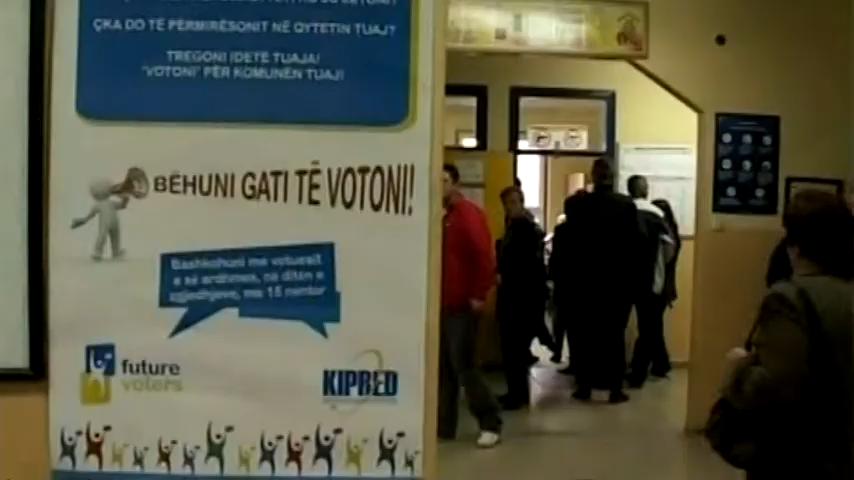 ÇKA DO TË PËRMIRËSONIT NË QYTETIN TUAJ?
TREGONI IDETË TUAJA!
"VOTONI" PËR KOMUNËN TUAJ!
BËHUNI GATI TË VOTONI!
Bashkohuni me votuesit
e së ardhmes, në ditën e
zgjedhjeve, me 15 nëntor
future
voters
KIPRED